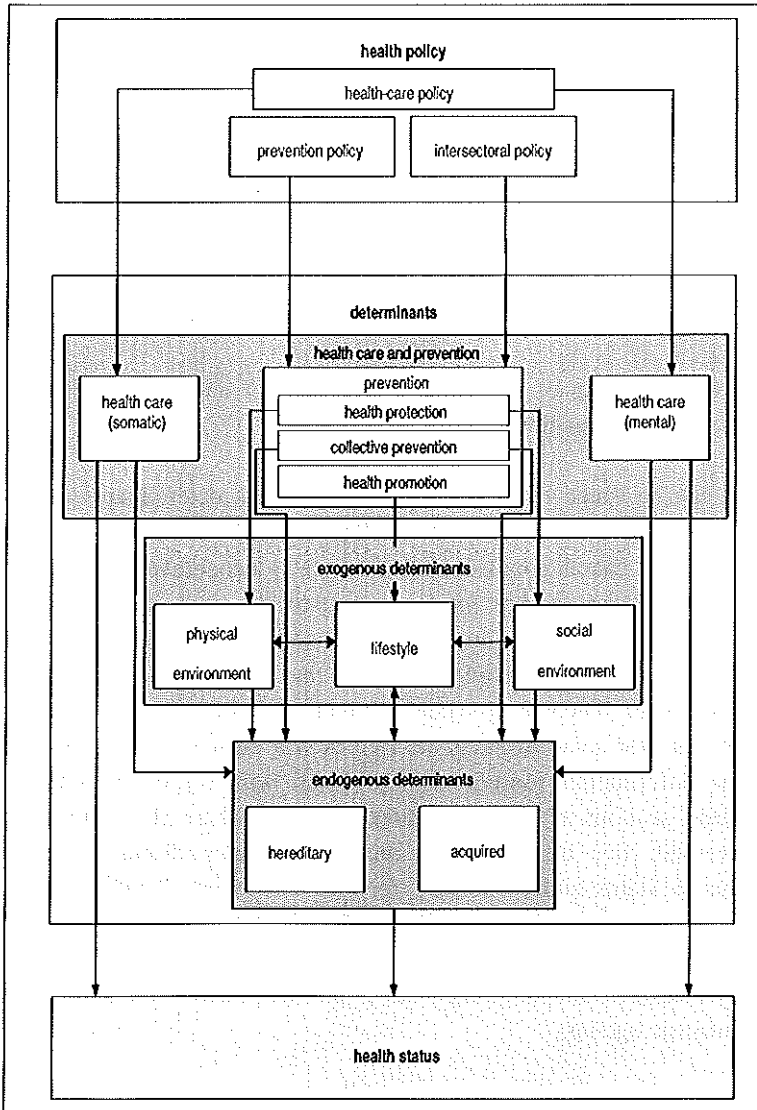 health policy
health-care policy
prevention policy
intersectoral policy
determinants
health care and prevention
prevention
health care
(somatic)
health protection
collective prevention
health promotion
health care
(mental)
exogenous determinants
physical
environment
lifestyle
social
environment
endogenous determinants
hereditary
acquired
health status